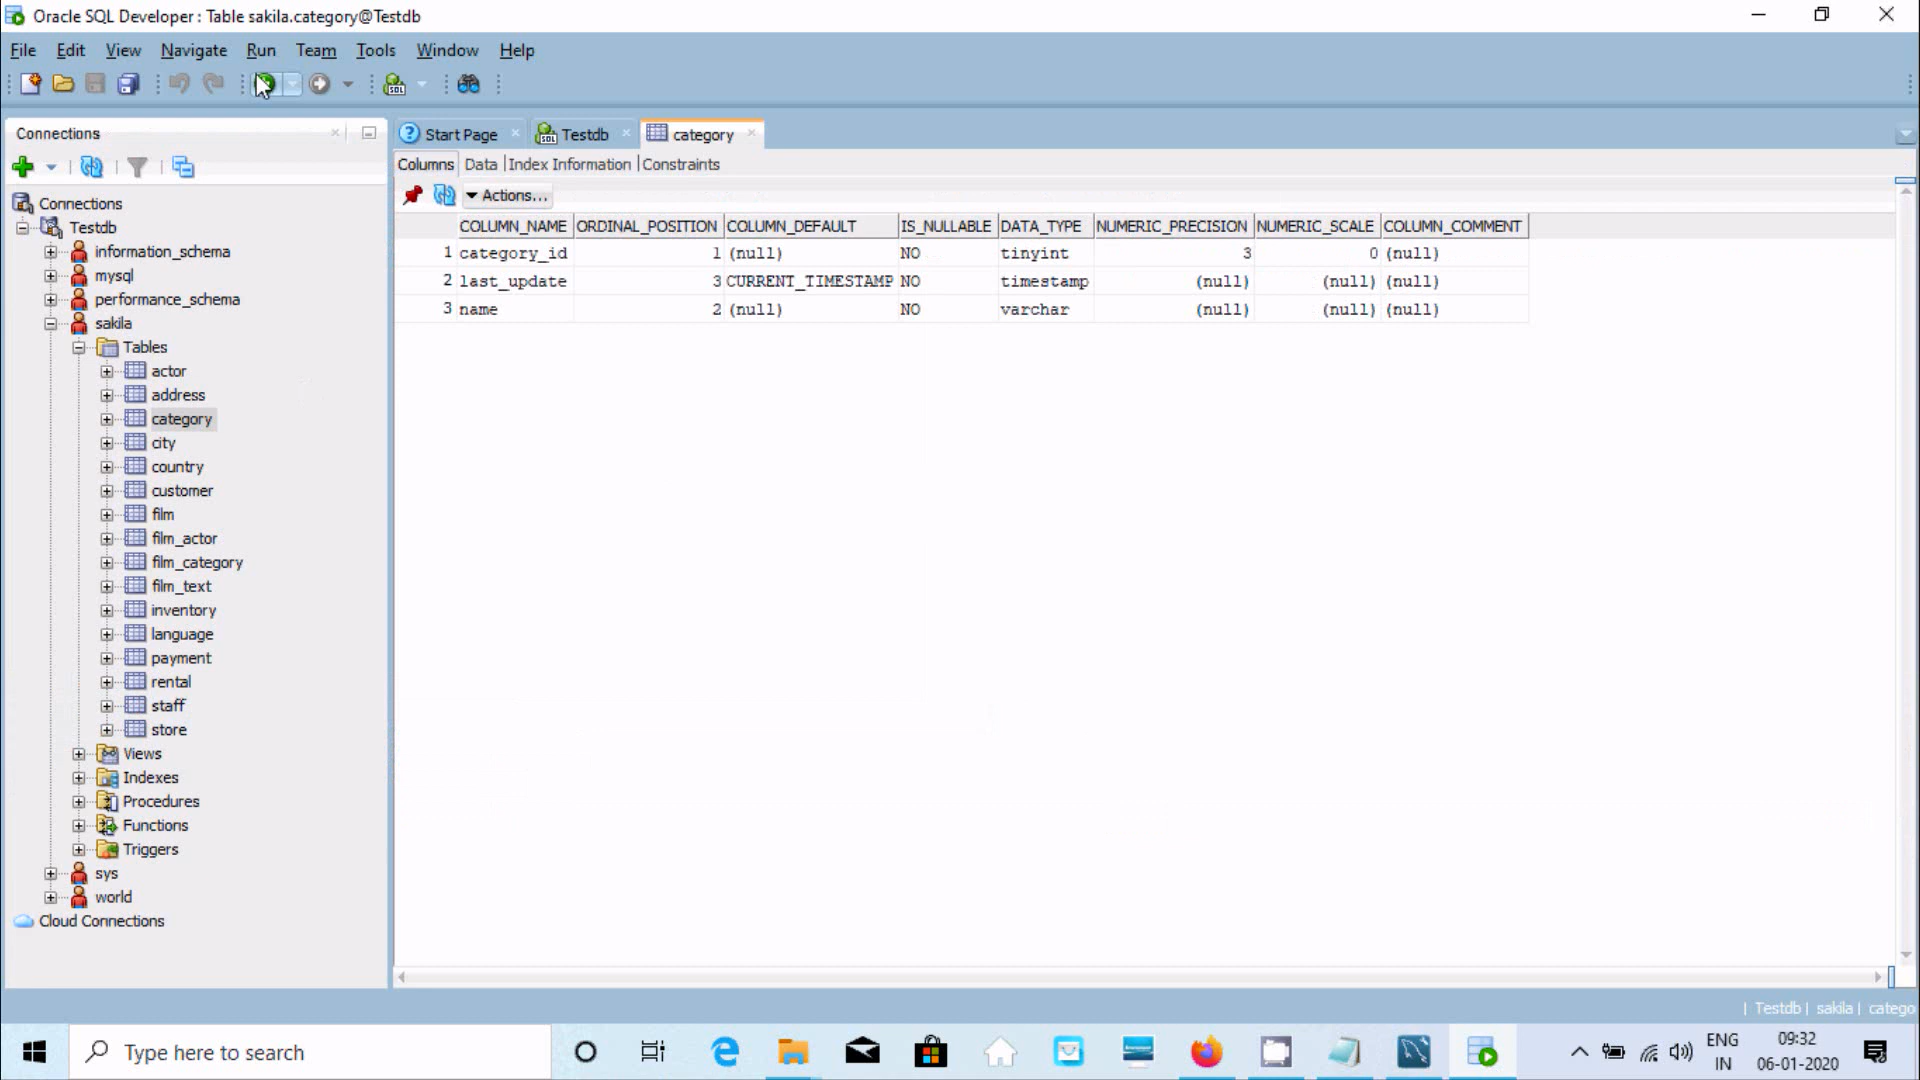 Oracle SQL Developer : Table sakila.category@Testdb
File Edit View Navigate Run Team Tools Window Help
SQL
Connections
Start Page
SQL Testdb
category
Columns Data Index Information Constraints
Actions...
Connections
Testdb
information_schema
mysql
performance_schema
sakila
Tables
actor
address
category
city
country
customer
film
film_actor
film_category
film_text
inventory
language
payment
rental
staff
store
Views
Indexes
Procedures
Functions
Triggers
sys
world
Cloud Connections
COLUMN_NAME ORDINAL_POSITION COLUMN_DEFAULT IS_NULLABLE DATA_TYPE NUMERIC_PRECISION NUMERIC_SCALE COLUMN_COMMENT
1 category_id 1 (null) NO tinyint 3 0 (null)
2 last_update 3 CURRENT_TIMESTAMP NO timestamp (null) (null) (null)
3 name 2 (null) NO varchar (null) (null) (null)
| Testdb | sakila | catego
Type here to search
ENG
IN
09:32
06-01-2020